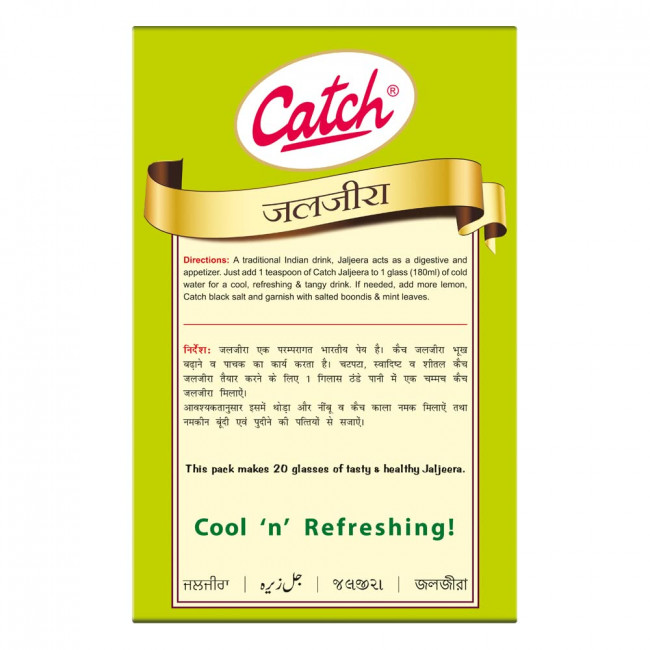 Catch®
जलजीरा
Directions: A traditional Indian drink, Jaljeera acts as a digestive and
appetizer. Just add 1 teaspoon of Catch Jaljeera to 1 glass (180ml) of cold
water for a cool, refreshing & tangy drink. If needed, add more lemon,
Catch black salt and garnish with salted boondis & mint leaves.
निर्देश: जलजीरा एक परम्परागत भारतीय पेय है। कैच जलजीरा भूख
बढ़ाने व पाचक का कार्य करता है। चटपटा, स्वादिष्ट व शीतल कैच
जलजीरा तैयार करने के लिए 1 गिलास ठंडे पानी में एक चम्मच कैच
जलजीरा मिलाऐं।
आवश्यकतानुसार इसमें थोड़ा और नींबू व कैच काला नमक मिलाऐं तथा
नमकीन बूंदी एवं पुदीने की पत्तियों से सजाऐं।
This pack makes 20 glasses of tasty & healthy Jaljeera.
Cool 'n' Refreshing!
ਜਲਜੀਰਾ | جل زیرہ | જલજીરા | জলজীরা